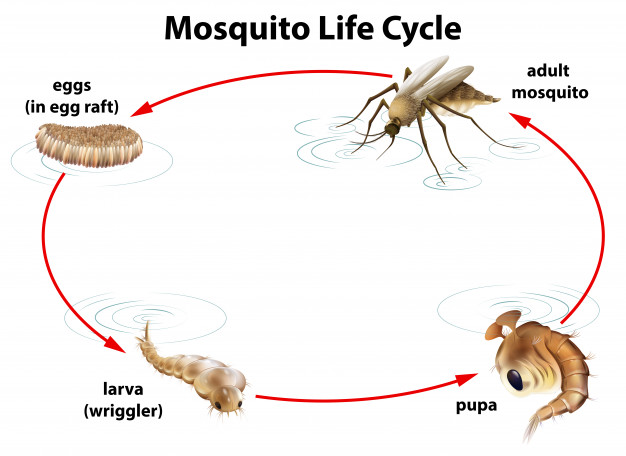 Mosquito Life Cycle
eggs
(in egg raft)
adult
mosquito
larva
(wriggler)
pupa